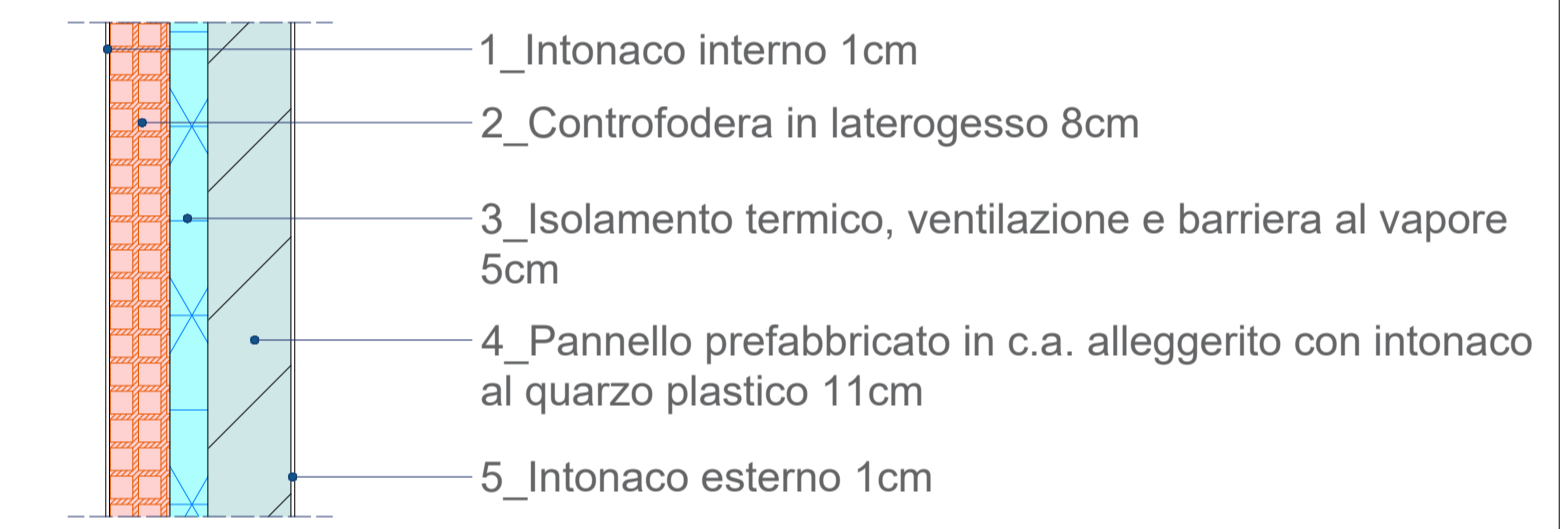 1_Intonaco interno 1cm
2_Controfodera in laterogesso 8cm
3_Isolamento termico, ventilazione e barriera al vapore
5cm
4_Pannello prefabbricato in c.a. alleggerito con intonaco
al quarzo plastico 11cm
5_Intonaco esterno 1cm